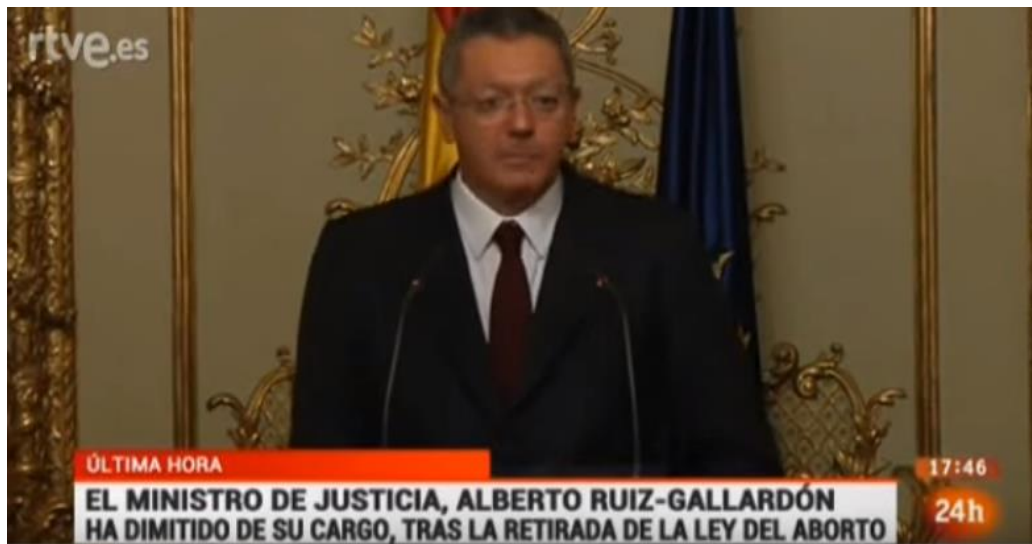 rtve.es
ÚLTIMA HORA
17:46
EL MINISTRO DE JUSTICIA, ALBERTO RUIZ-GALLARDÓN
HA DIMITIDO DE SU CARGO, TRAS LA RETIRADA DE LA LEY DEL ABORTO
24h